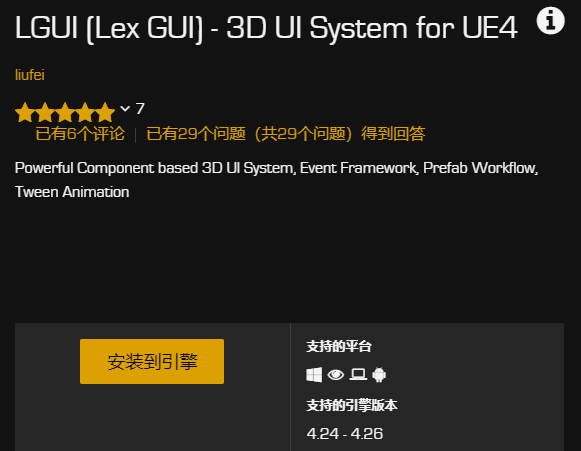 LGUI (Lex GUI) - 3D UI System for UE4
liufei
7
已有6个评论 | 已有29个问题（共29个问题）得到回答
Powerful Component based 3D UI System, Event Framework, Prefab Workflow,
Tween Animation
安装到引擎
支持的平台
支持的引擎版本
4.24 - 4.26